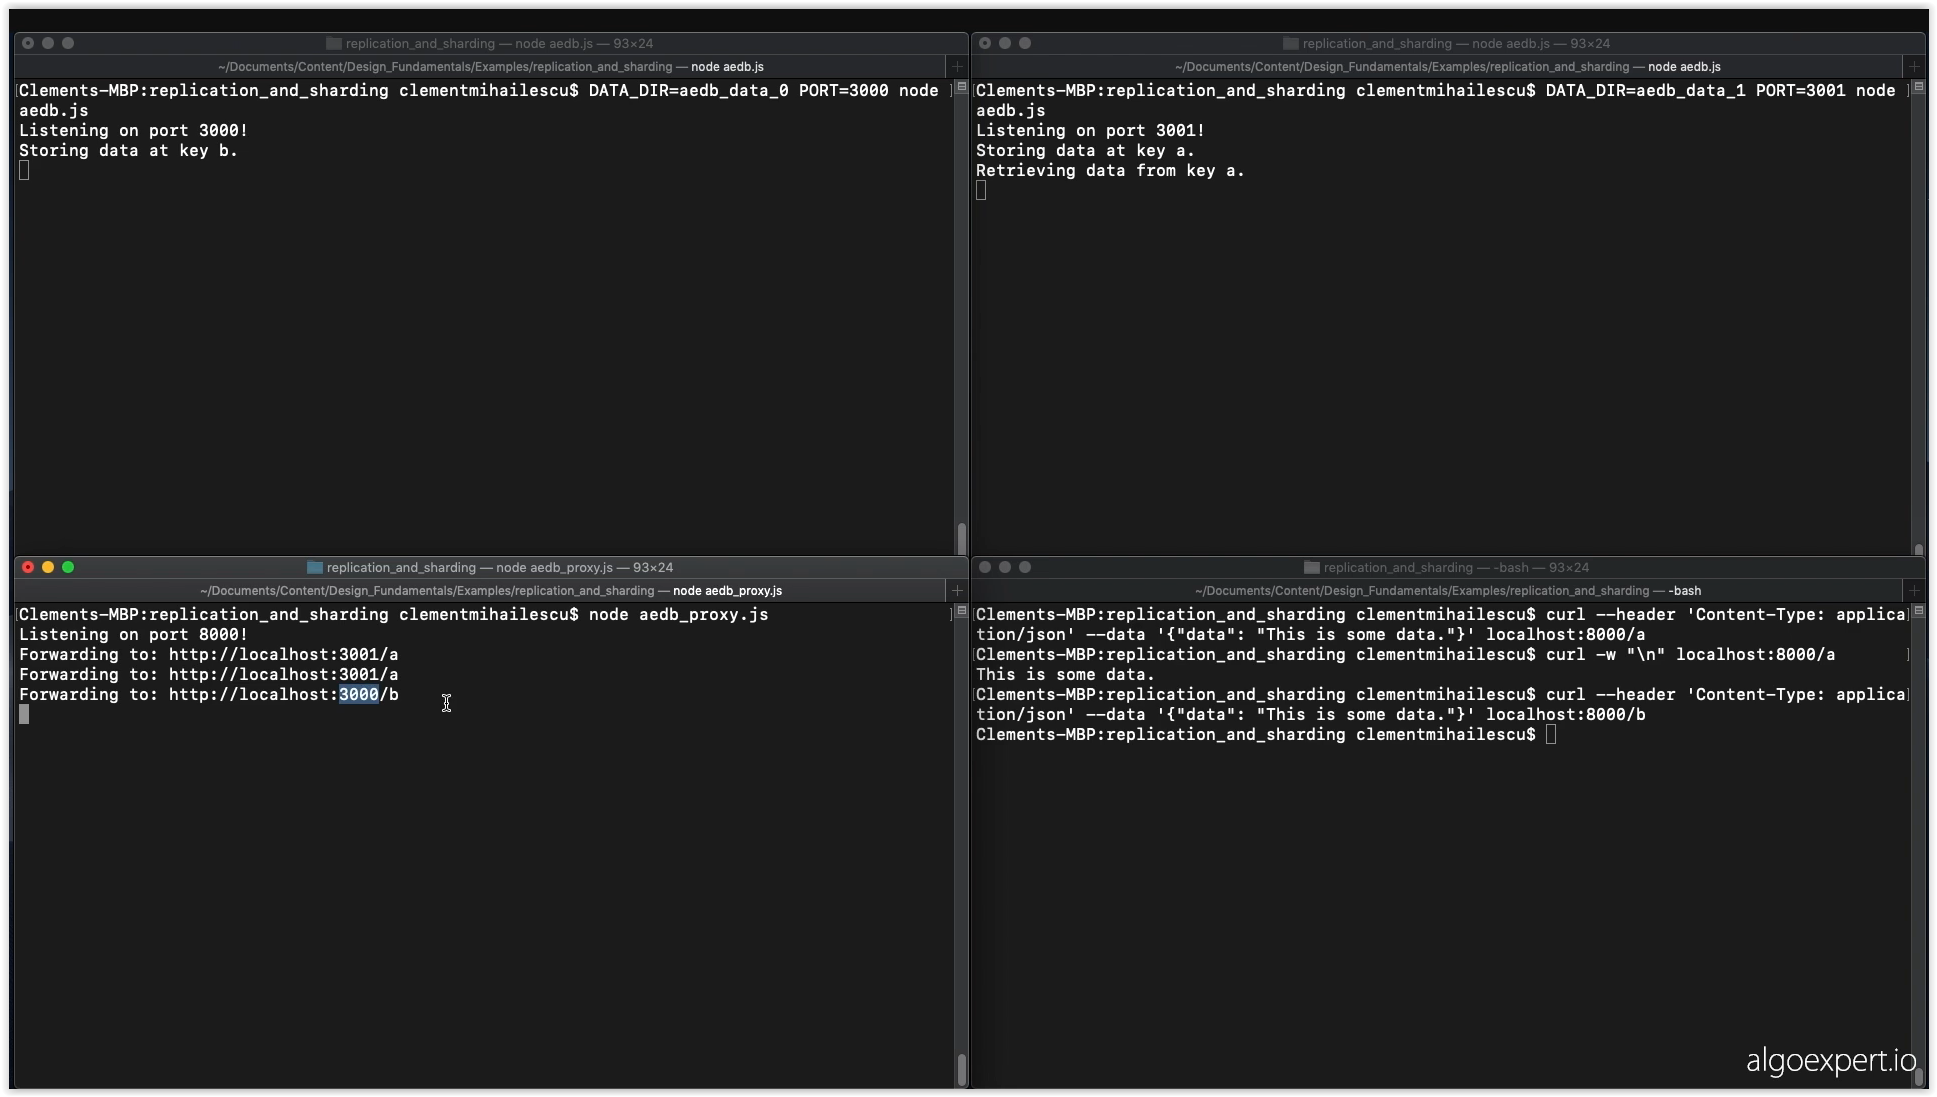 replication_and_sharding — node aedb.js — 93×24
~/Documents/Content/Design_Fundamentals/Examples/replication_and_sharding — node aedb.js
Clements-MBP:replication_and_sharding clementmihailescu$ DATA_DIR=aedb_data_0 PORT=3000 node
aedb.js
Listening on port 3000!
Storing data at key b.
replication_and_sharding — node aedb.js — 93×24
~/Documents/Content/Design_Fundamentals/Examples/replication_and_sharding — node aedb.js
Clements-MBP:replication_and_sharding clementmihailescu$ DATA_DIR=aedb_data_1 PORT=3001 node
aedb.js
Listening on port 3001!
Storing data at key a.
Retrieving data from key a.
replication_and_sharding — node aedb_proxy.js — 93×24
~/Documents/Content/Design_Fundamentals/Examples/replication_and_sharding — node aedb_proxy.js
Clements-MBP:replication_and_sharding clementmihailescu$ node aedb_proxy.js
Listening on port 8000!
Forwarding to: http://localhost:3001/a
Forwarding to: http://localhost:3001/a
Forwarding to: http://localhost:3000/b
replication_and_sharding — -bash — 93×24
~/Documents/Content/Design_Fundamentals/Examples/replication_and_sharding — -bash
Clements-MBP:replication_and_sharding clementmihailescu$ curl --header 'Content-Type: applica
tion/json' --data '{"data": "This is some data."}' localhost:8000/a
Clements-MBP:replication_and_sharding clementmihailescu$ curl -w "\n" localhost:8000/a
This is some data.
Clements-MBP:replication_and_sharding clementmihailescu$ curl --header 'Content-Type: applica
tion/json' --data '{"data": "This is some data."}' localhost:8000/b
Clements-MBP:replication_and_sharding clementmihailescu$
algoexpert.io